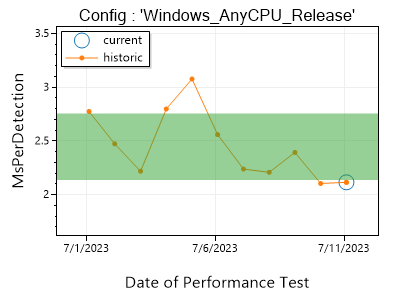 Config : 'Windows_AnyCPU_Release'
3.5
3
2.5
2
MsPerDetection
current
historic
7/1/2023
7/6/2023
7/11/2023
Date of Performance Test